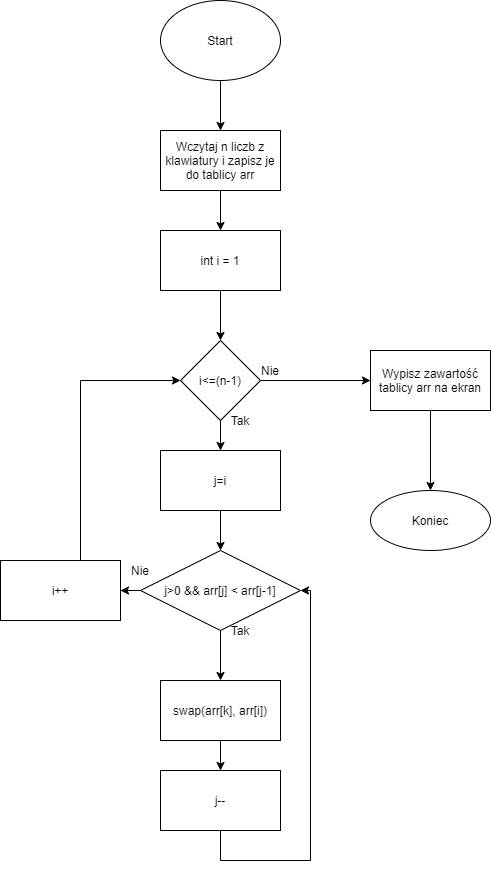 Start
Wczytaj n liczb z
klawiatury i zapisz je
do tablicy arr
int i = 1
i<=(n-1)
Nie
Wypisz zawartość
tablicy arr na ekran
Tak
j=i
Koniec
Nie
i++
j>0 && arr[j] < arr[j-1]
Tak
swap(arr[k], arr[i])
j--